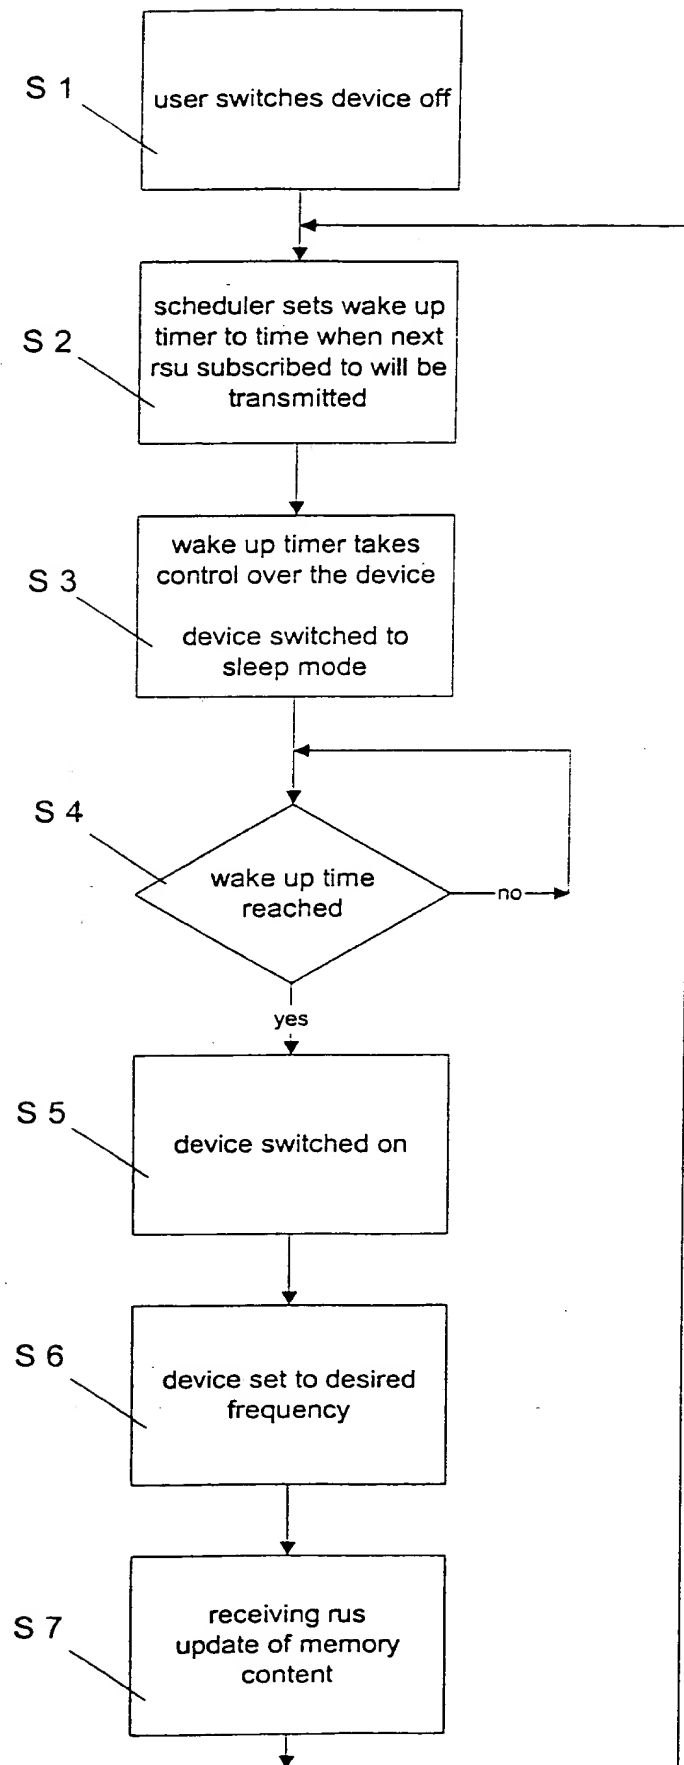 S 1
user switches device off
S 2
scheduler sets wake up
timer to time when next
rsu subscribed to will be
transmitted
S 3
wake up timer takes
control over the device
device switched to
sleep mode
S 4
wake up time
reached
no
yes
S 5
device switched on
S 6
device set to desired
frequency
S 7
receiving rus
update of memory
content